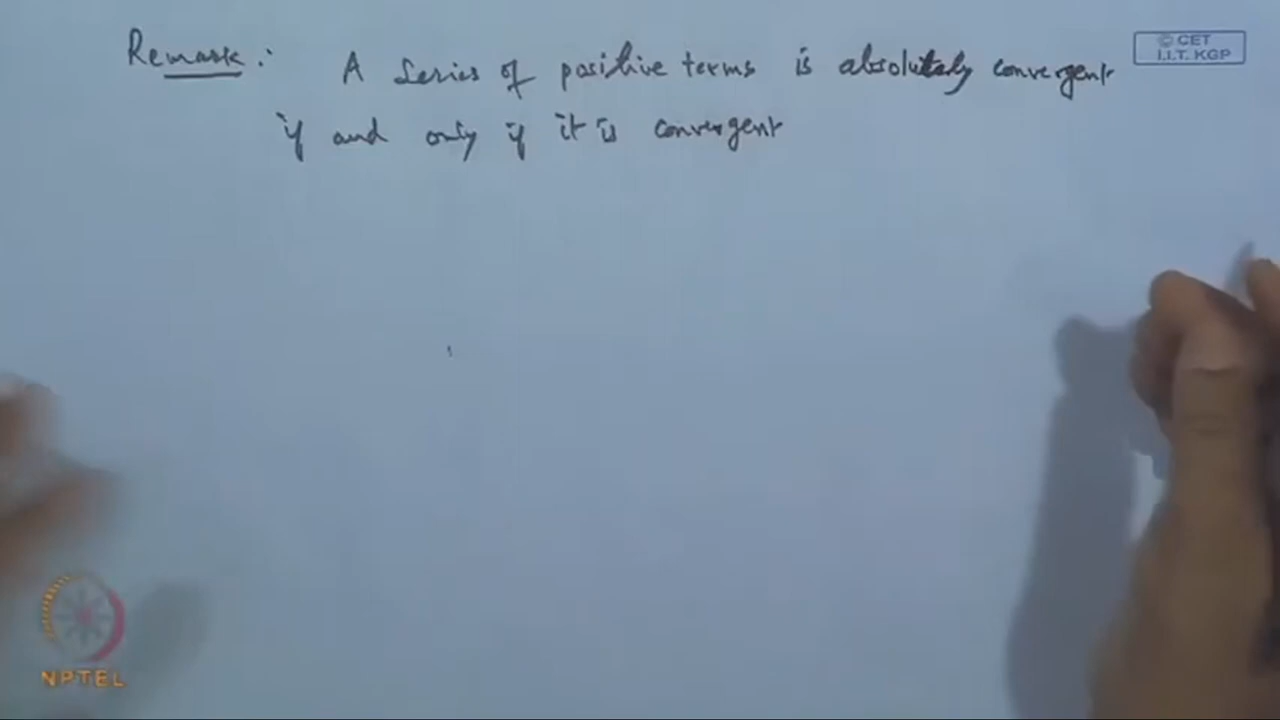 Remark : A Series of positive terms is absolutely convergent
if and only if it is convergent
© CET
I.I.T. KGP
NPTEL